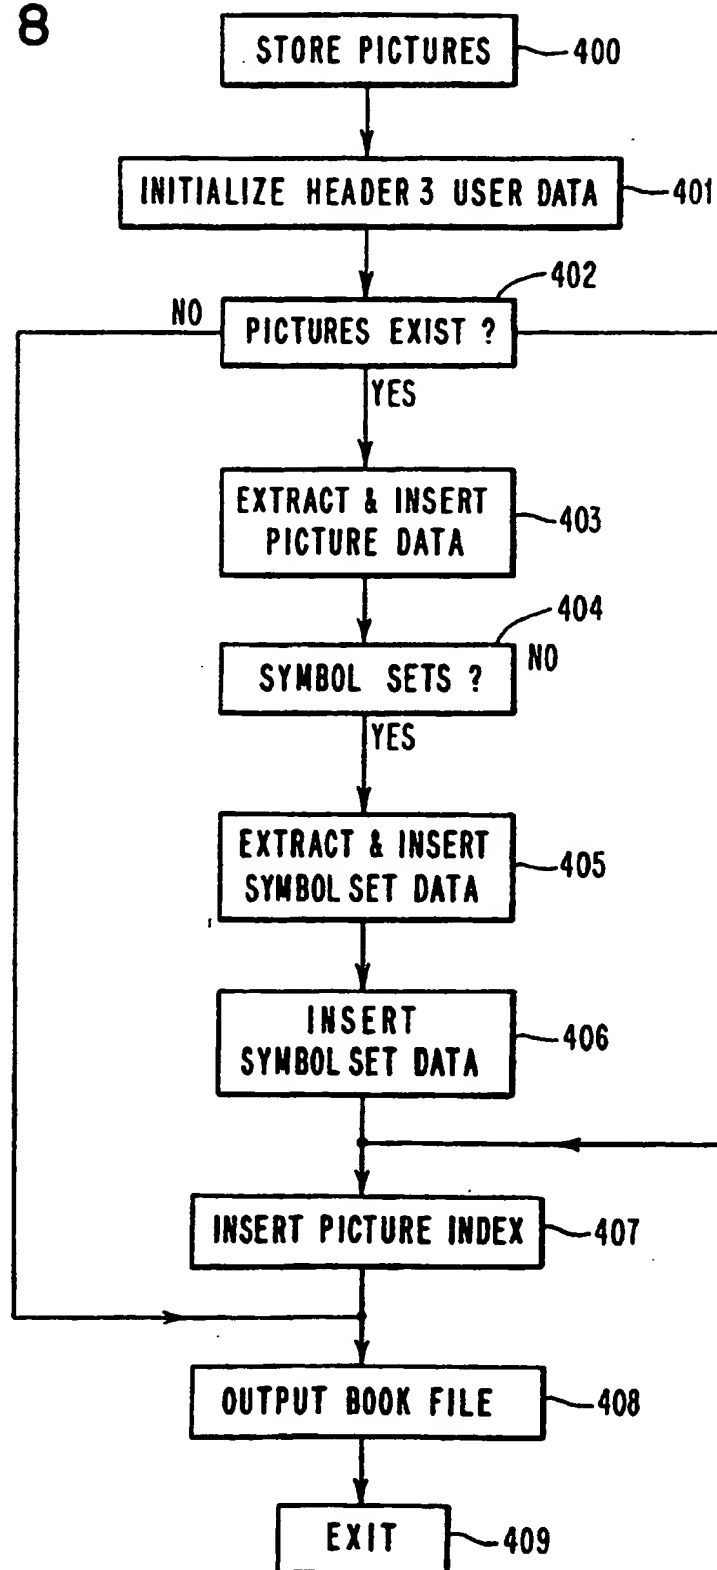 8
STORE PICTURES
400
INITIALIZE HEADER 3 USER DATA
401
402
NO
PICTURES EXIST ?
YES
EXTRACT & INSERT
PICTURE DATA
403
404
NO
SYMBOL SETS ?
YES
EXTRACT & INSERT
SYMBOL SET DATA
405
INSERT
SYMBOL SET DATA
406
INSERT PICTURE INDEX
407
OUTPUT BOOK FILE
408
EXIT
409